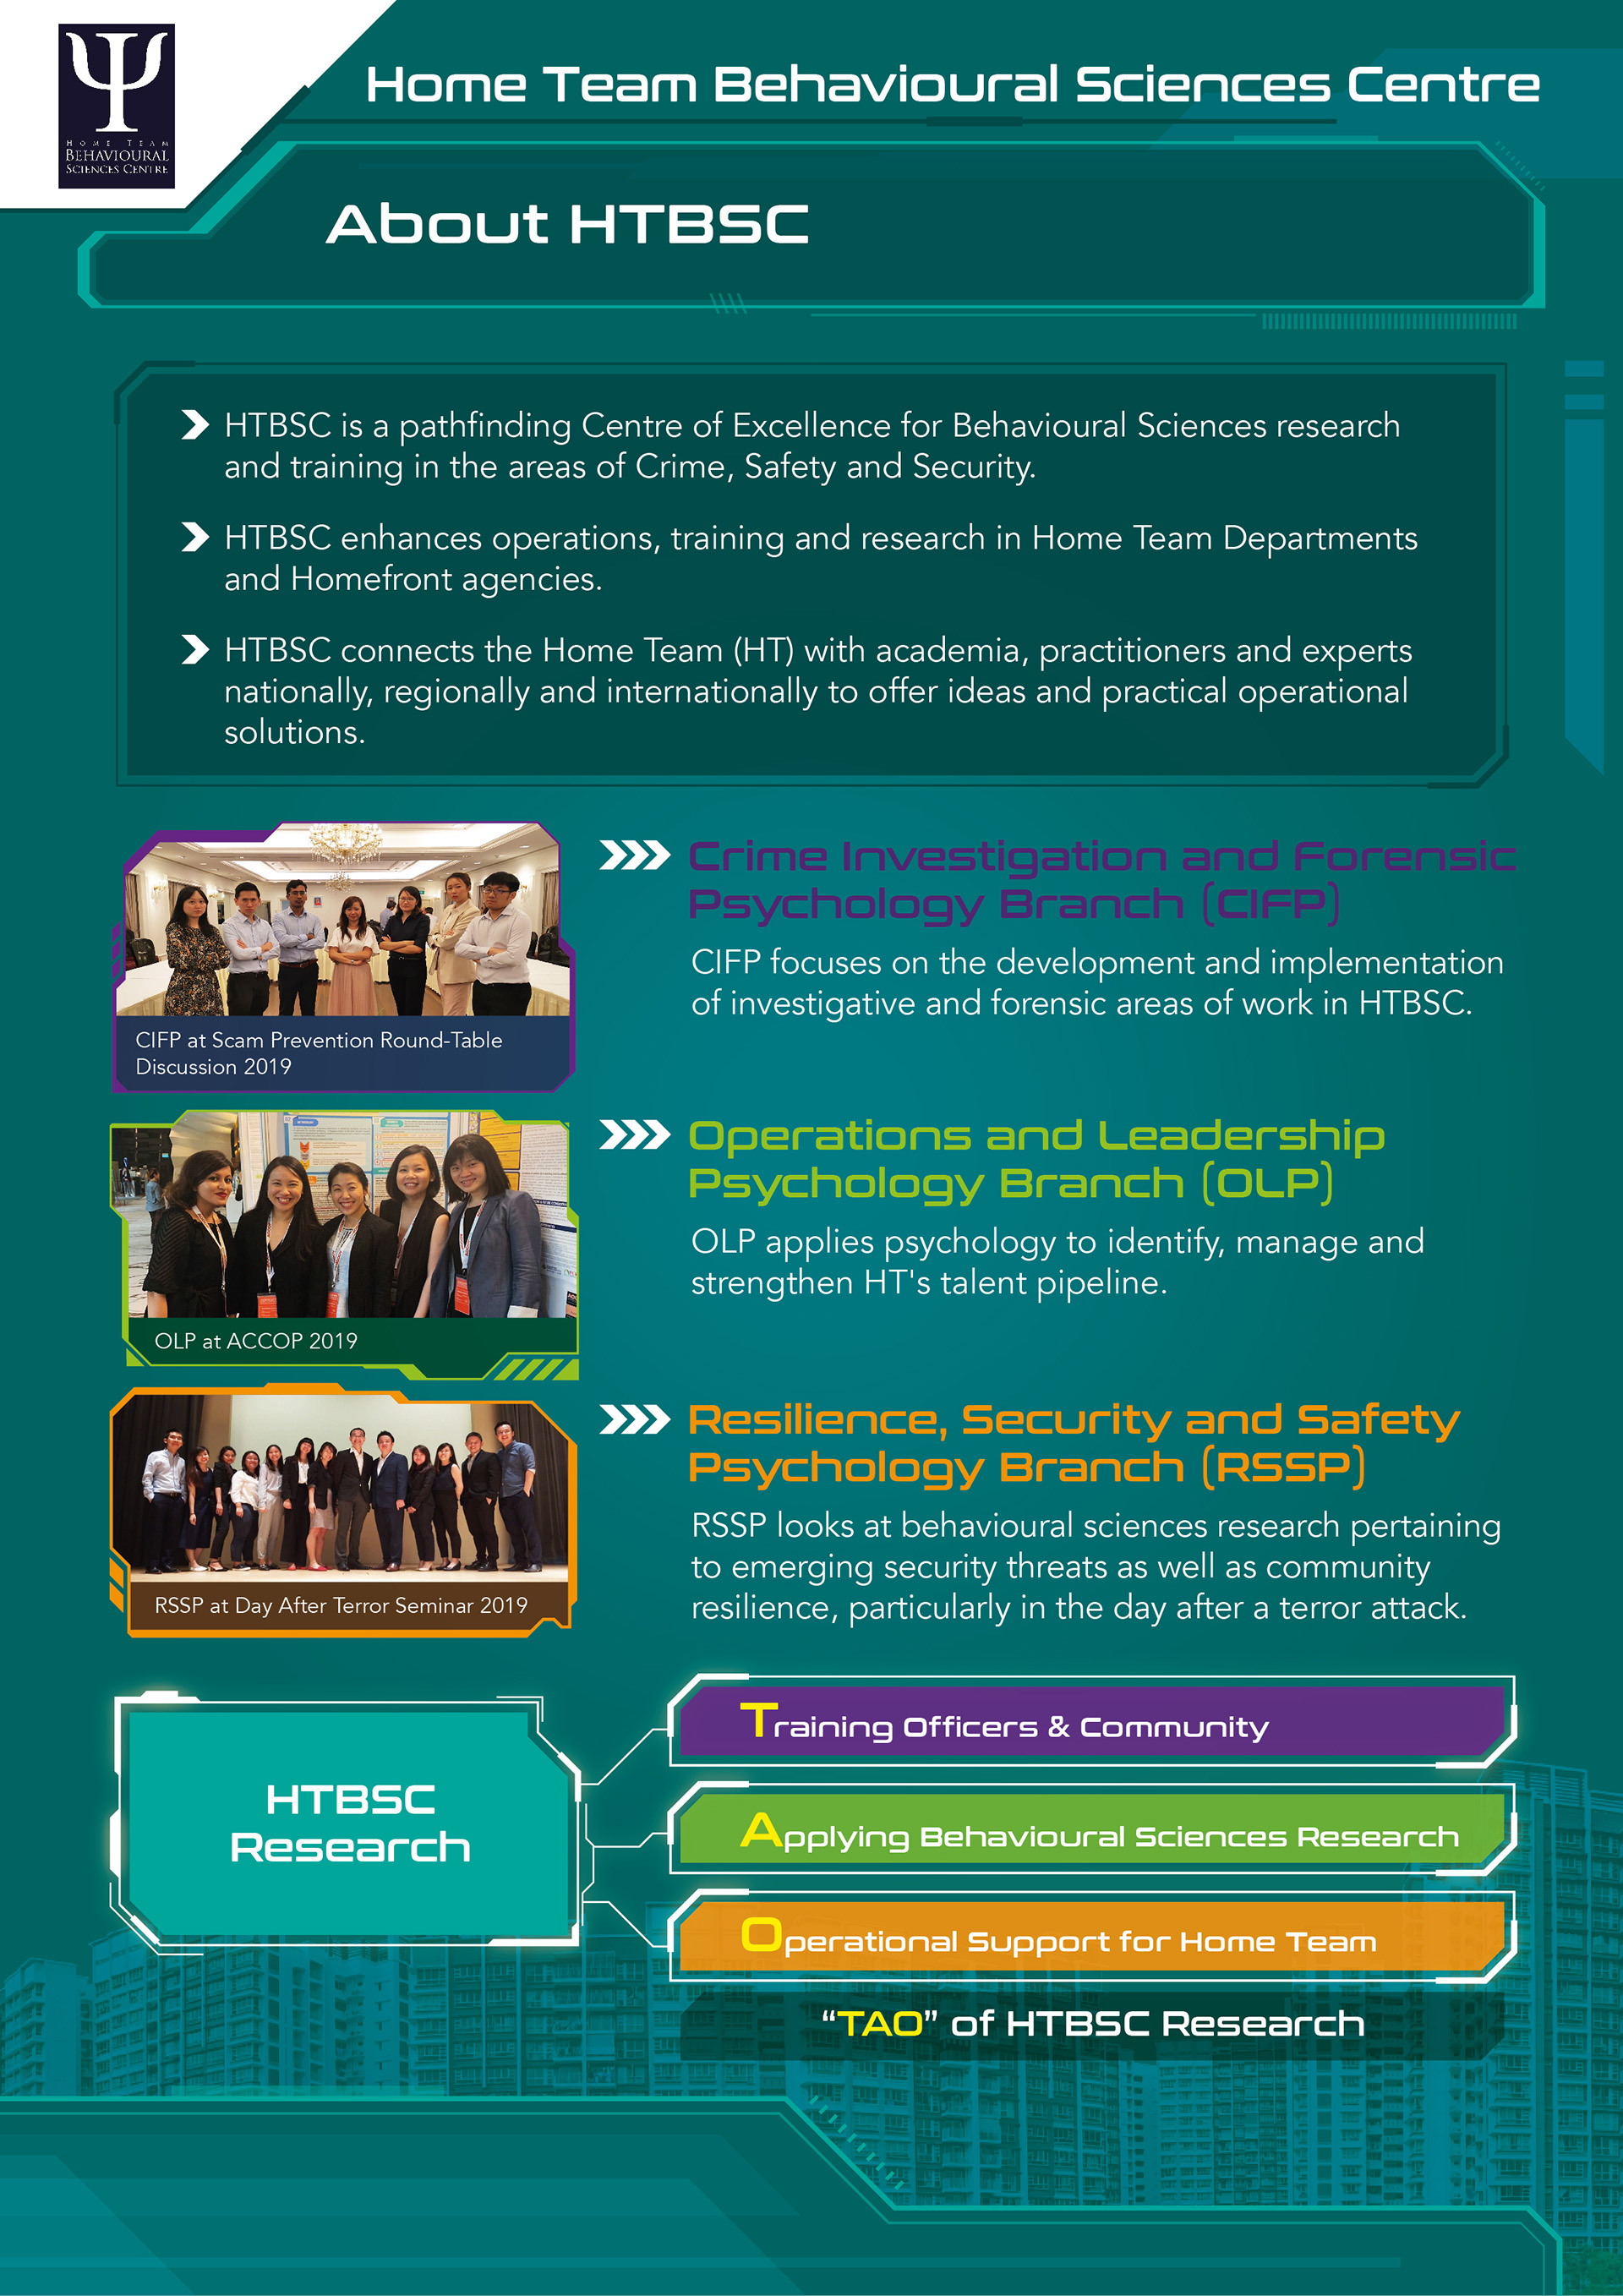 HOME TEAM
BEHAVIOURAL
SCIENCES CENTRE
Home Team Behavioural Sciences Centre
About HTBSC
HTBSC is a pathfinding Centre of Excellence for Behavioural Sciences research
and training in the areas of Crime, Safety and Security.
HTBSC enhances operations, training and research in Home Team Departments
and Homefront agencies.
HTBSC connects the Home Team (HT) with academia, practitioners and experts
nationally, regionally and internationally to offer ideas and practical operational
solutions.
CIFP at Scam Prevention Round-Table
Discussion 2019
Crime Investigation and Forensic
Psychology Branch (CIFP)
CIFP focuses on the development and implementation
of investigative and forensic areas of work in HTBSC.
OLP at ACCOP 2019
Operations and Leadership
Psychology Branch (OLP)
OLP applies psychology to identify, manage and
strengthen HT's talent pipeline.
RSSP at Day After Terror Seminar 2019
Resilience, Security and Safety
Psychology Branch (RSSP)
RSSP looks at behavioural sciences research pertaining
to emerging security threats as well as community
resilience, particularly in the day after a terror attack.
HTBSC
Research
Training Officers & Community
Applying Behavioural Sciences Research
Operational Support for Home Team
“TAO” of HTBSC Research